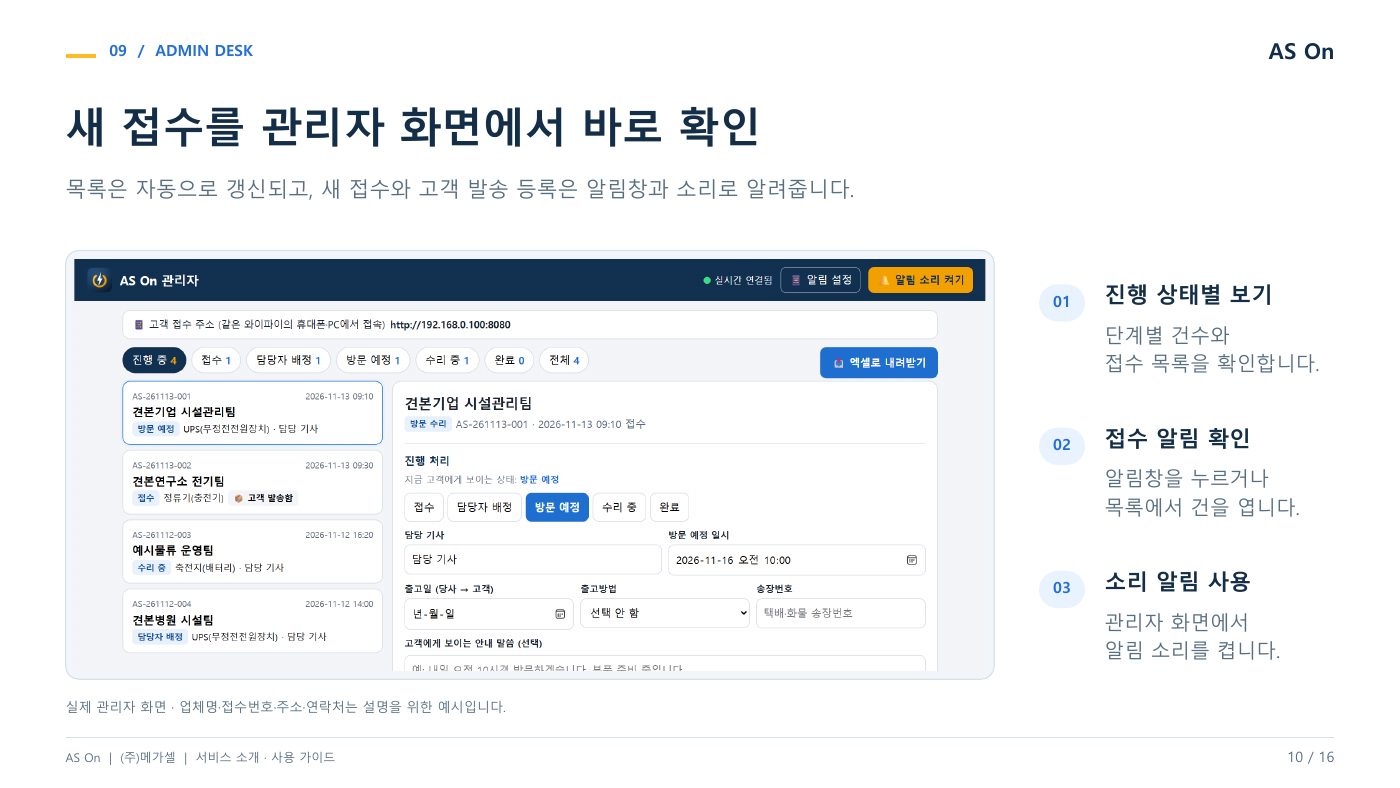 09 / ADMIN DESK
AS On
새 접수를 관리자 화면에서 바로 확인
목록은 자동으로 갱신되고, 새 접수와 고객 발송 등록은 알림창과 소리로 알려줍니다.
AS On 관리자
실시간 연결됨
알림 설정
알림 소리 켜기
고객 접수 주소 (같은 와이파이의 휴대폰·PC에서 접속) http://192.168.0.100:8080
진행 중 4
접수 1
담당자 배정 1
방문 예정 1
수리 중 1
완료 0
전체 4
엑셀로 내려받기
AS-261113-001 2026-11-13 09:10
견본기업 시설관리팀
방문 예정 UPS(무정전전원장치) · 담당 기사
AS-261113-002 2026-11-13 09:30
견본연구소 전기팀
접수 정류기(충전기) 고객 발송함
AS-261112-003 2026-11-12 16:20
예시물류 운영팀
수리 중 축전지(배터리) · 담당 기사
AS-261112-004 2026-11-12 14:00
견본병원 시설팀
담당자 배정 UPS(무정전전원장치) · 담당 기사
견본기업 시설관리팀
방문 수리 AS-261113-001 · 2026-11-13 09:10 접수
진행 처리
지금 고객에게 보이는 상태: 방문 예정
접수 담당자 배정 방문 예정 수리 중 완료
담당 기사 방문 예정 일시
담당 기사 2026-11-16 오전 10:00
출고일 (당사 → 고객) 출고방법 송장번호
년-월-일 선택 안 함 택배·화물 송장번호
고객에게 보이는 안내 말씀 (선택)
예: 내일 오전 10시경 방문하겠습니다. 부품 준비 중입니다.
01
진행 상태별 보기
단계별 건수와
접수 목록을 확인합니다.
02
접수 알림 확인
알림창을 누르거나
목록에서 건을 엽니다.
03
소리 알림 사용
관리자 화면에서
알림 소리를 켭니다.
실제 관리자 화면 · 업체명·접수번호·주소·연락처는 설명을 위한 예시입니다.
AS On | (주)메가셀 | 서비스 소개 · 사용 가이드
10 / 16